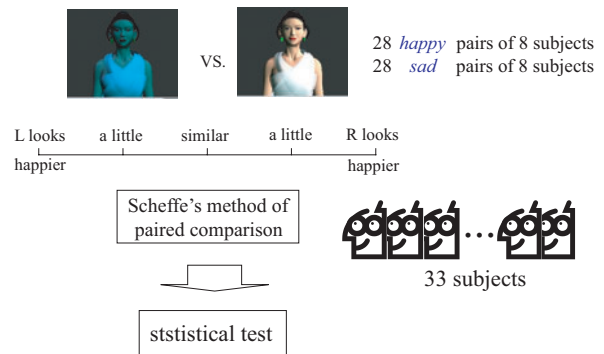 VS.
28 happy pairs of 8 subjects
28 sad pairs of 8 subjects
L looks a little similar a little R looks
happier happier
Scheffe's method of
paired comparison
33 subjects
ststistical test